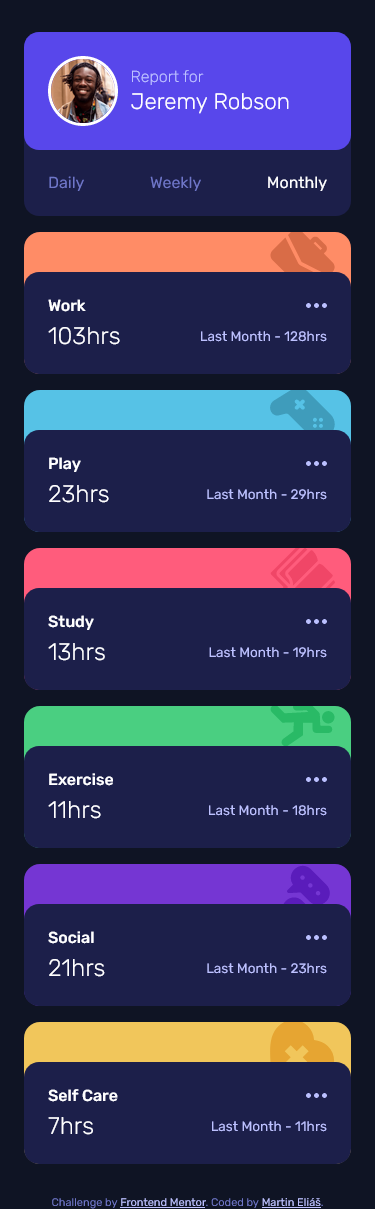 Report for
Jeremy Robson
Daily Weekly Monthly
Work
103hrs Last Month - 128hrs
Play
23hrs Last Month - 29hrs
Study
13hrs Last Month - 19hrs
Exercise
11hrs Last Month - 18hrs
Social
21hrs Last Month - 23hrs
Self Care
7hrs Last Month - 11hrs
Challenge by Frontend Mentor. Coded by Martin Eliáš.